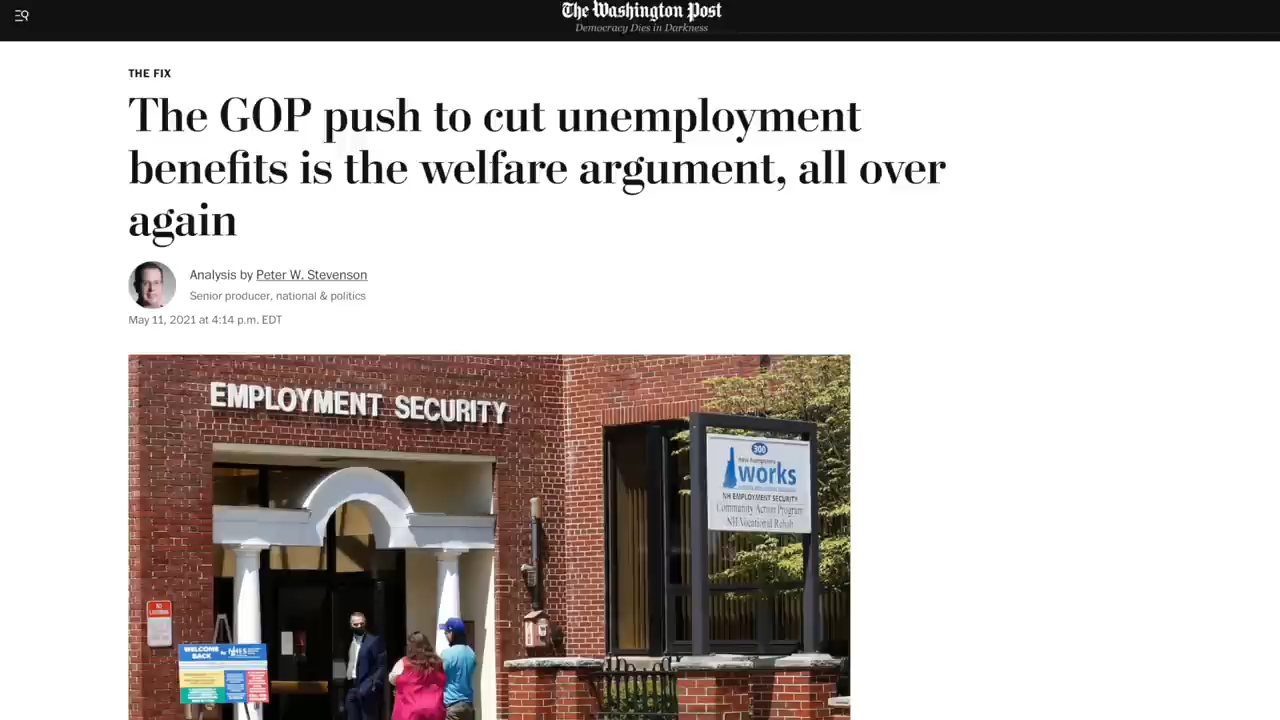 The Washington Post
Democracy Dies in Darkness
THE FIX
The GOP push to cut unemployment
benefits is the welfare argument, all over
again
Analysis by Peter W. Stevenson
Senior producer, national & politics
May 11, 2021 at 4:14 p.m. EDT
EMPLOYMENT SECURITY
300
works
NH EMPLOYMENT SECURITY
Community Action Program
NH Vocational Rehab
NO
WELCOME
BACK